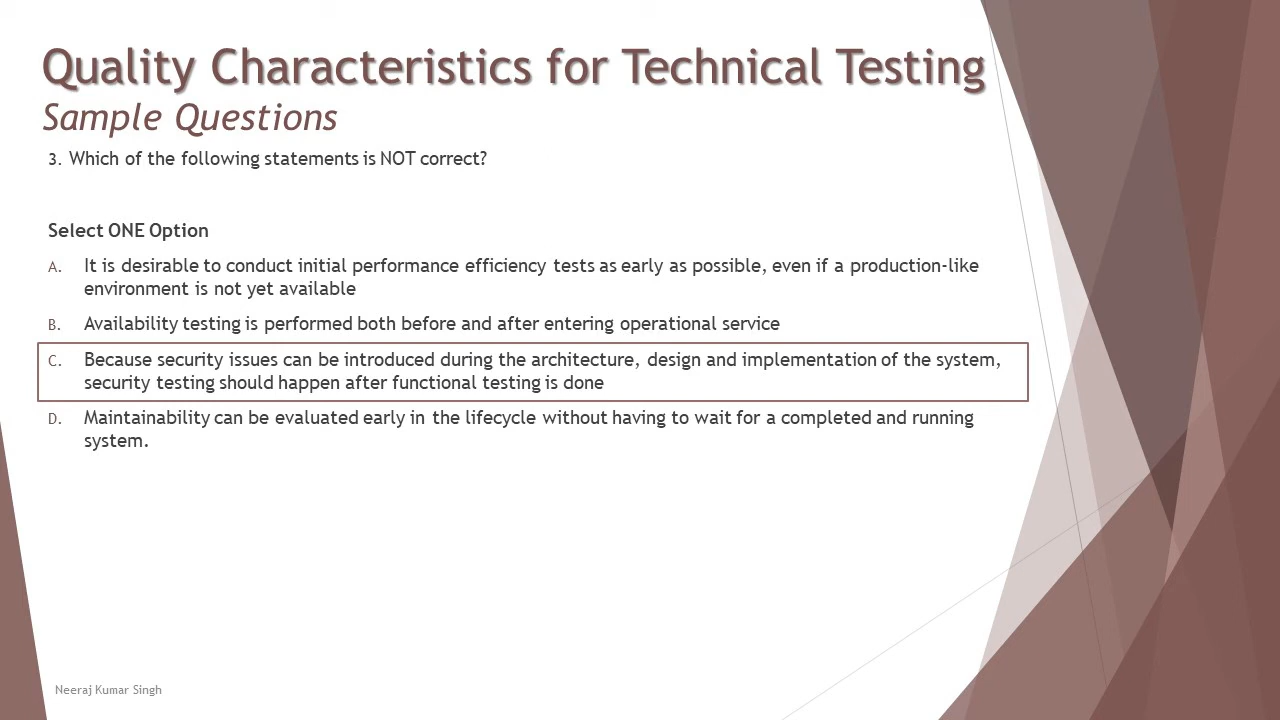 Quality Characteristics for Technical Testing
Sample Questions
3. Which of the following statements is NOT correct?
Select ONE Option
A. It is desirable to conduct initial performance efficiency tests as early as possible, even if a production-like
environment is not yet available
B. Availability testing is performed both before and after entering operational service
C. Because security issues can be introduced during the architecture, design and implementation of the system,
security testing should happen after functional testing is done
D. Maintainability can be evaluated early in the lifecycle without having to wait for a completed and running
system.
Neeraj Kumar Singh